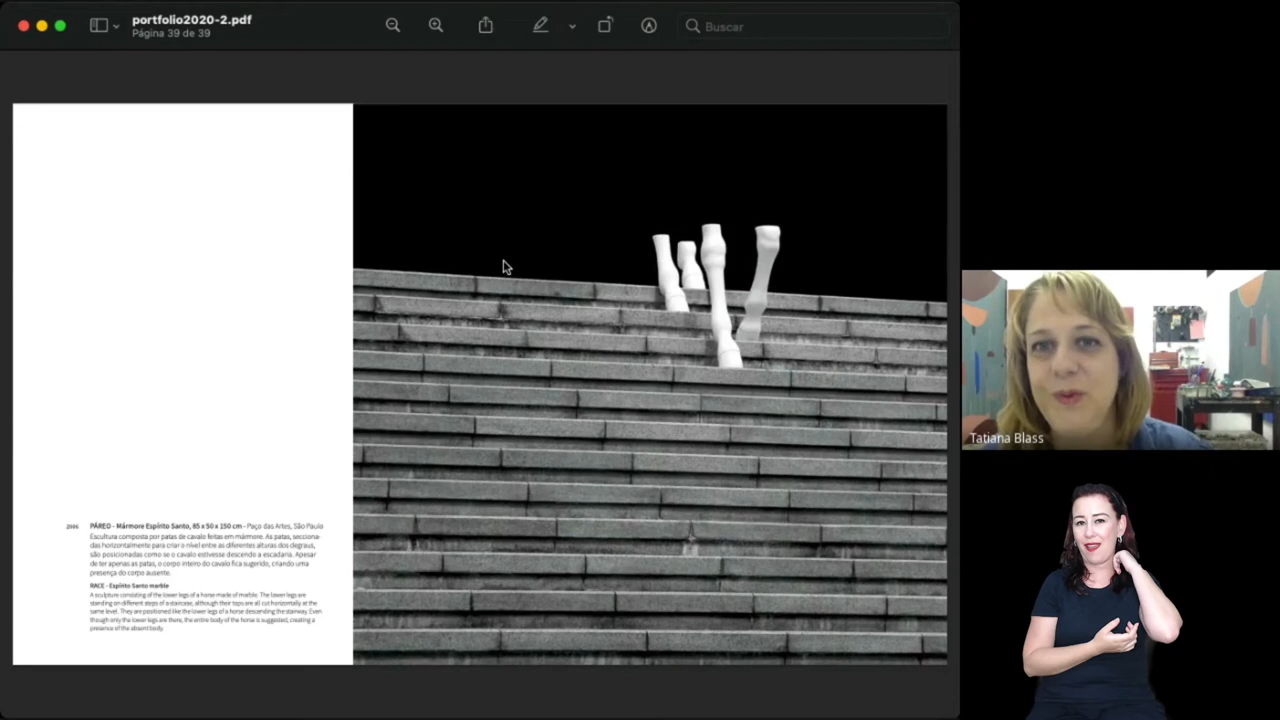 portfolio2020-2.pdf
Página 39 de 39
Buscar
2006 PÁREO - Mármore Espírito Santo, 85 x 50 x 150 cm - Paço das Artes, São Paulo
Escultura composta por patas de cavalo feitas em mármore. As patas, secciona-
das horizontalmente para criar o nível entre as diferentes alturas dos degraus,
são posicionadas como se o cavalo estivesse descendo a escadaria. Apesar
de ter apenas as patas, o corpo inteiro do cavalo fica sugerido, criando uma
presença do corpo ausente.
RACE - Espírito Santo marble
A sculpture consisting of the lower legs of a horse made of marble. The lower legs are
standing on different steps of a staircase, although their tops are all cut horizontally at the
same level. They are positioned like the lower legs of a horse descending the stairway. Even
though only the lower legs are there, the entire body of the horse is suggested, creating a
presence of the absent body.
Tatiana Blass